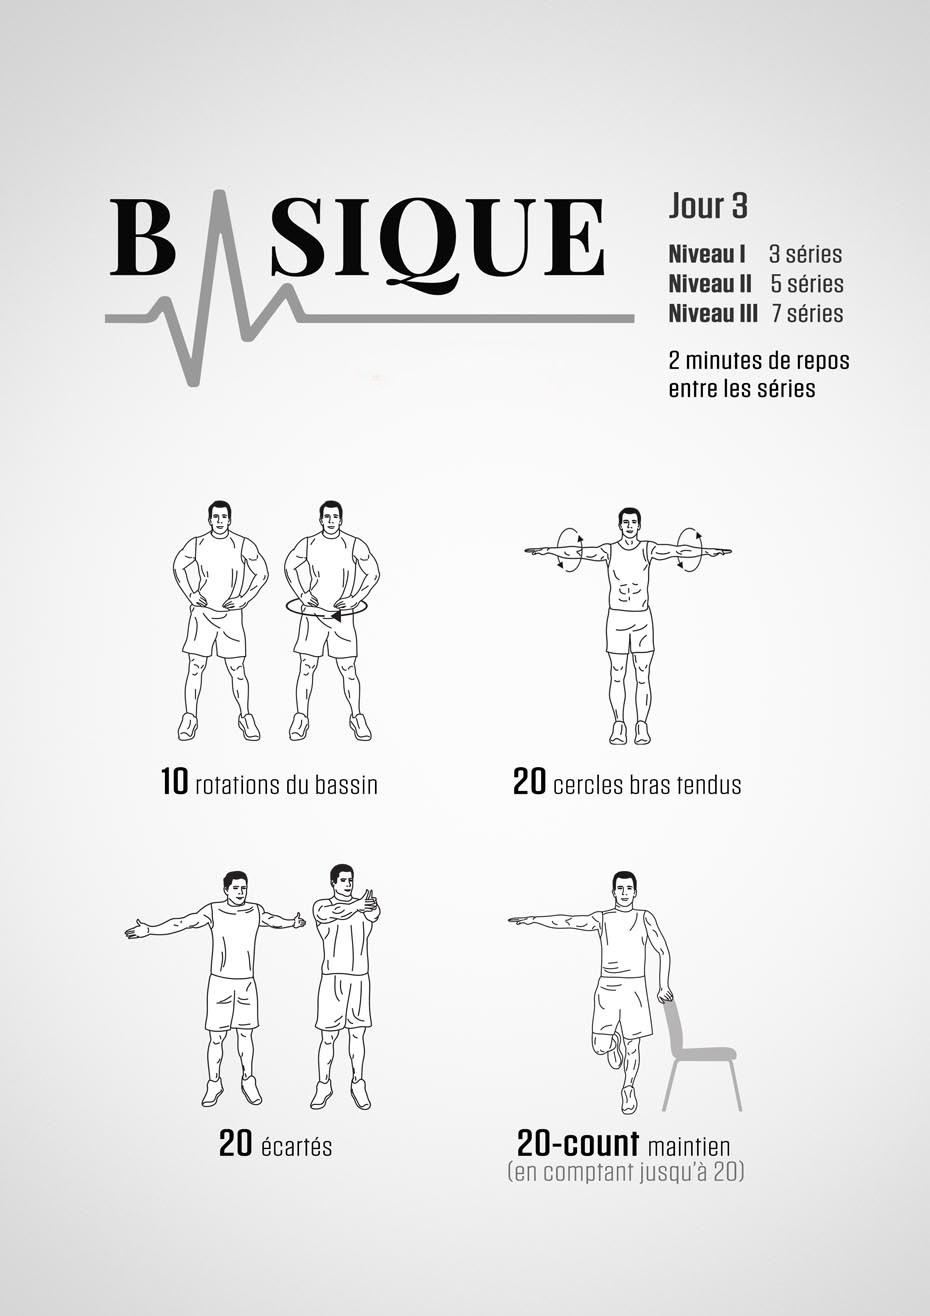 BASIQUE
Jour 3
Niveau I 3 séries
Niveau II 5 séries
Niveau III 7 séries
2 minutes de repos
entre les séries
10 rotations du bassin
20 cercles bras tendus
20 écartés
20-count maintien
(en comptant jusqu'à 20)